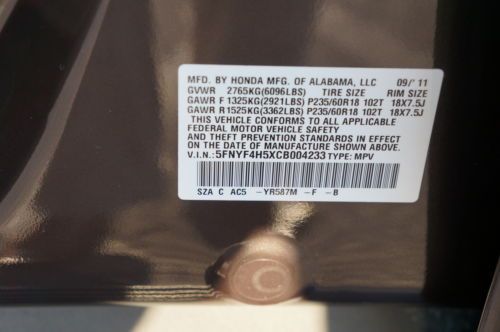 MFD. BY HONDA MFG. OF ALABAMA, LLC 09/' 11
GVWR 2765KG(6096LBS) TIRE SIZE RIM SIZE
GAWR F 1325KG(2921LBS) P235/60R18 102T 18X7.5J
GAWR R1525KG(3362LBS) P235/60R18 102T 18X7.5J
THIS VEHICLE CONFORMS TO ALL APPLICABLE
FEDERAL MOTOR VEHICLE SAFETY
AND THEFT PREVENTION STANDARDS IN EFFECT
ON THE DATE OF MANUFACTURE SHOWN ABOVE.
V.I.N.: 5FNYF4H5XCB004233 TYPE: MPV
SZA C AC5 -YR587M -F -B